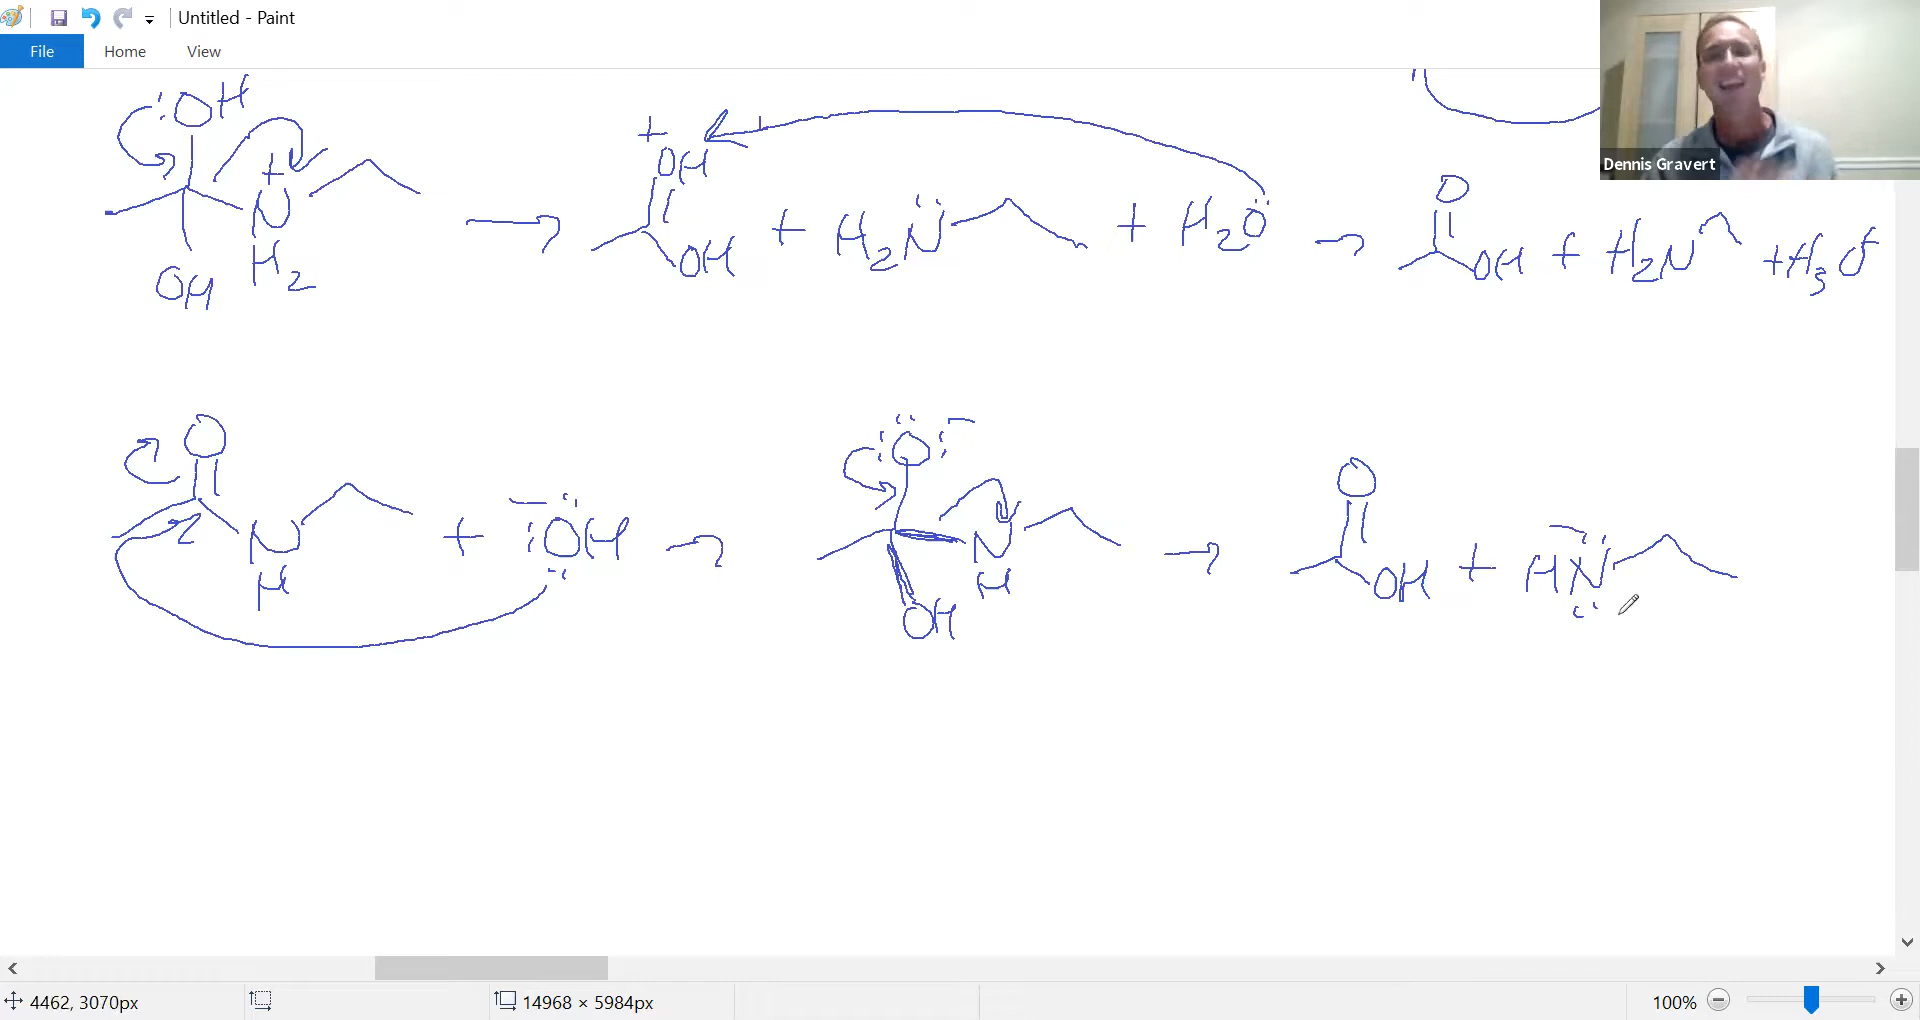 Untitled - Paint
File Home View
Dennis Gravert
:OH
+
N
H2
OH
+
OH
OH + H2N + H2O
O
OH + H2N + H3O+
O
N
H
+ OH
O
N
H
OH
O
OH + HN
4462, 3070px
14968 × 5984px
100%